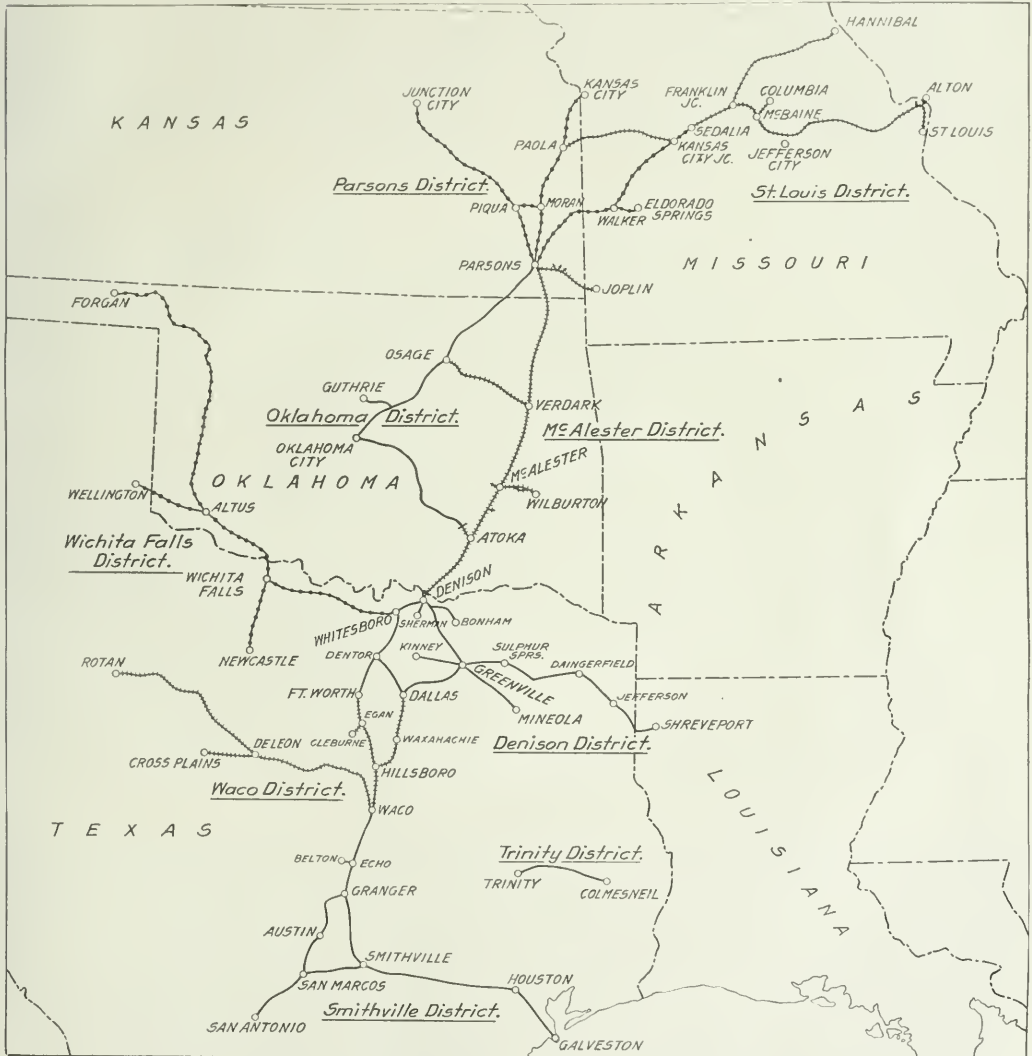 HANNIBAL
KANSAS
JUNCTION
CITY
KANSAS
CITY
FRANKLIN
JC.
COLUMBIA
McBAINE
ALTON
ST LOUIS
SEDALIA
KANSAS
CITY JC.
JEFFERSON
CITY
PAOLA
Parsons District.
St. Louis District.
PIQUA
MORAN
WALKER
ELDORADO
SPRINGS
PARSONS
MISSOURI
JOPLIN
FORGAN
OSAGE
GUTHRIE
Oklahoma District.
VERDARK
McAlester District.
OKLAHOMA
CITY
OKLAHOMA
McALESTER
WILBURTON
ARKANSAS
WELLINGTON
ALTUS
ATOKA
Wichita Falls
District.
WICHITA
FALLS
DENISON
WHITESBORO
SHERMAN
BONHAM
NEWCASTLE
DENTOR
KINNEY
SULPHUR
SPRS.
DAINGERFIELD
ROTAN
GREENVILLE
FT. WORTH
DALLAS
JEFFERSON
MINEOLA
SHREVEPORT
EGAN
CLEBURNE
WAXAHACHIE
Denison District.
DELEON
CROSS PLAINS
HILLSBORO
Waco District.
WACO
LOUISIANA
TEXAS
BELTON
ECHO
Trinity District.
TRINITY
COLMESNEIL
GRANGER
AUSTIN
SMITHVILLE
SAN MARCOS
HOUSTON
Smithville District.
SAN ANTONIO
GALVESTON